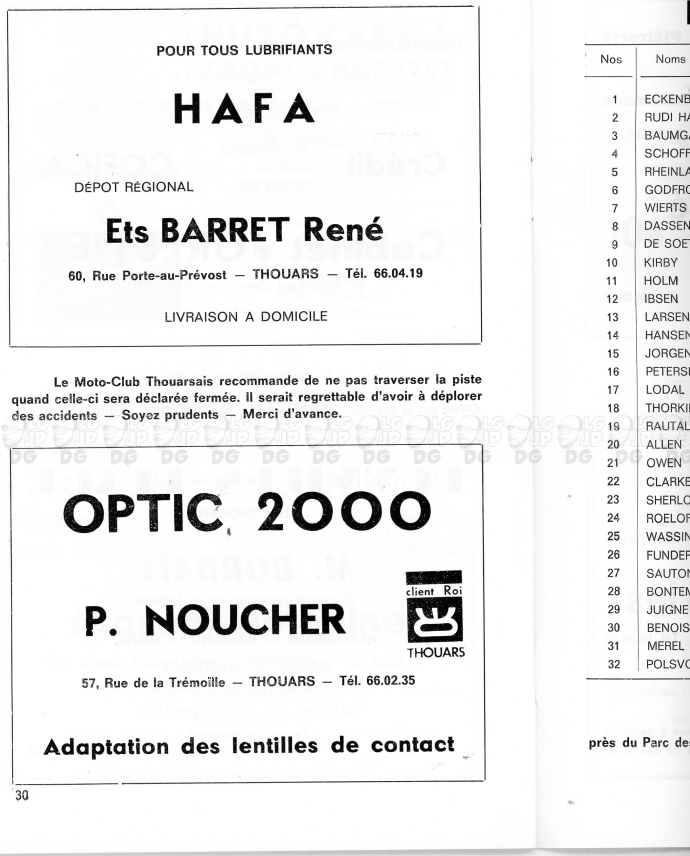 POUR TOUS LUBRIFIANTS
HAFA
DÉPOT RÉGIONAL
Ets BARRET René
60, Rue Porte-au-Prévost — THOUARS — Tél. 66.04.19
LIVRAISON A DOMICILE
Le Moto-Club Thouarsais recommande de ne pas traverser la piste
quand celle-ci sera déclarée fermée. Il serait regrettable d'avoir à déplorer
des accidents — Soyez prudents — Merci d'avance.
OPTIC 2000
P. NOUCHER
client Roi
THOUARS
57, Rue de la Trémoïlle — THOUARS — Tél. 66.02.35
Adaptation des lentilles de contact
30
Nos Noms
1 ECKENB
2 RUDI HA
3 BAUMGA
4 SCHOFF
5 RHEINLA
6 GODFRO
7 WIERTS
8 DASSEN
9 DE SOET
10 KIRBY
11 HOLM
12 IBSEN
13 LARSEN
14 HANSEN
15 JORGEN
16 PETERS
17 LODAL
18 THORKI
19 RAUTAL
20 ALLEN
21 OWEN
22 CLARKE
23 SHERLO
24 ROELOF
25 WASSIN
26 FUNDER
27 SAUTON
28 BONTEM
29 JUIGNE
30 BENOIS
31 MEREL
32 POLSVO
près du Parc des